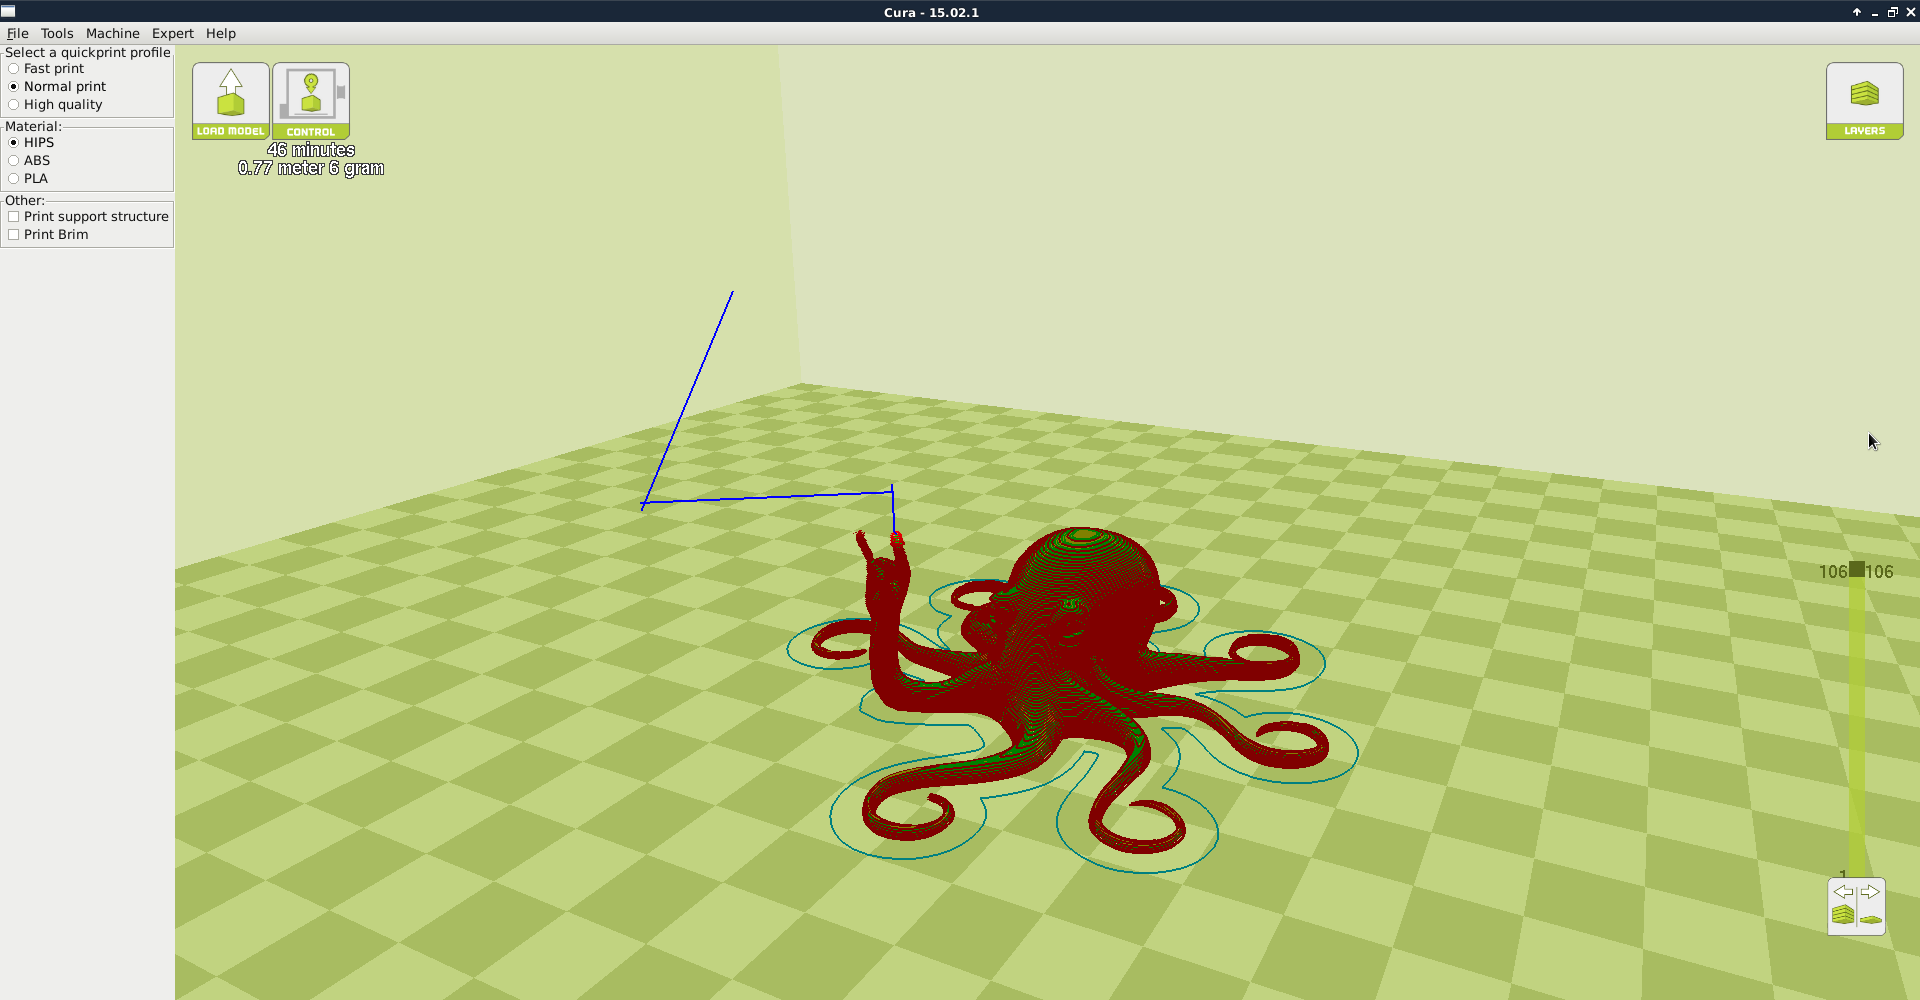 Cura - 15.02.1
File Tools Machine Expert Help
Select a quickprint profile
Fast print
Normal print
High quality
Material:
HIPS
ABS
PLA
Other:
Print support structure
Print Brim
LOAD MODEL
CONTROL
46 minutes
0.77 meter 6 gram
LAYERS
106 106
1